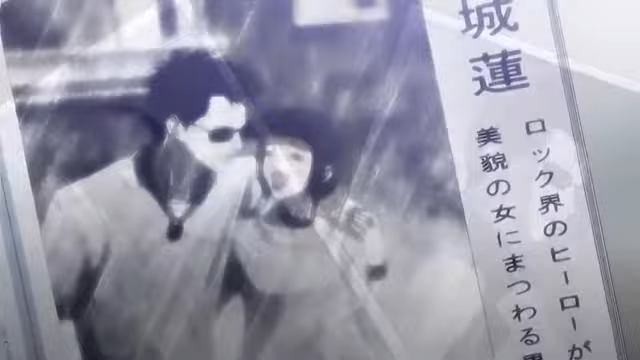 城蓮
ロック界のヒーローが
美貌の女にまつわる